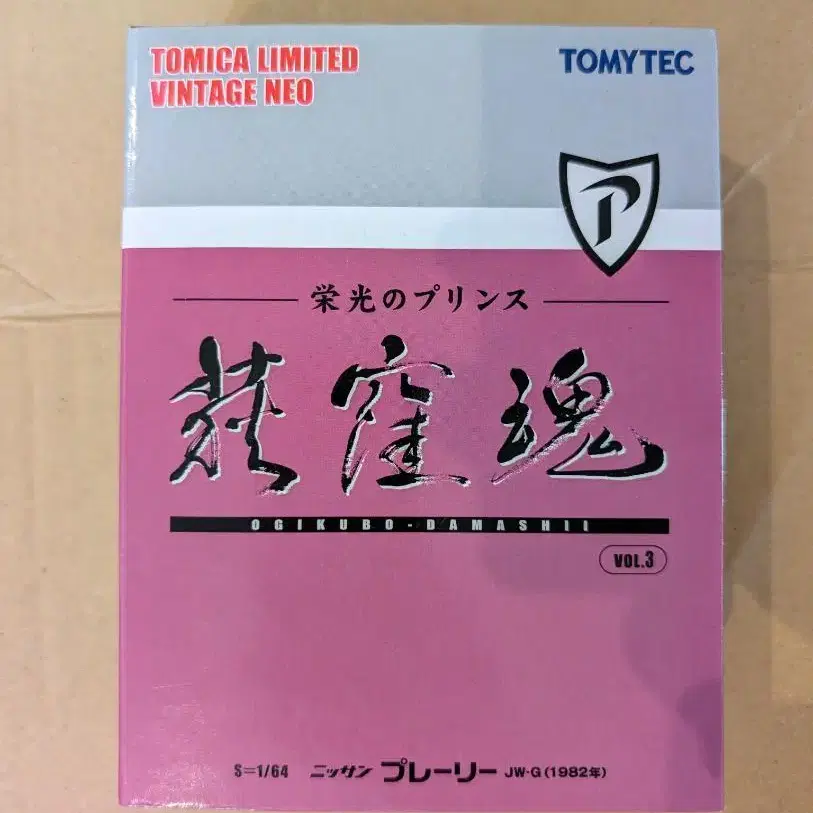 TOMICA LIMITED
VINTAGE NEO
TOMYTEC
P
栄光のプリンス
荻窪魂
OGIKUBO-DAMASHII
VOL.3
S=1/64 ニッサン プレーリー JW-G (1982年)